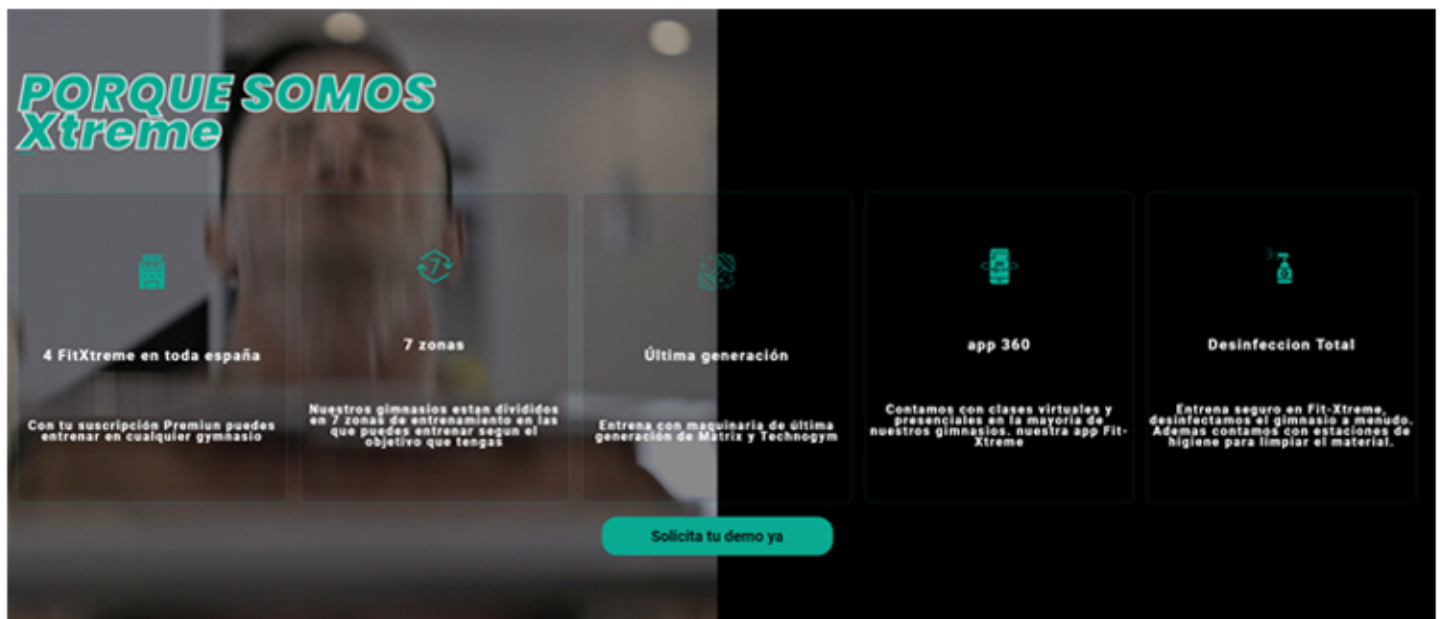 PORQUE SOMOS
Xtreme
7
4 FitXtreme en toda españa
Con tu suscripción Premiun puedes
entrenar en cualquier gymnasio
7 zonas
Nuestros gimnasios estan divididos
en 7 zonas de entrenamiento en las
que puedes entrenar segun el
objetivo que tengas
Última generación
Entrena con maquinaria de última
generación de Matrix y Technogym
app 360
Contamos con clases virtuales y
presenciales en la mayoria de
nuestros gimnasios. nuestra app Fit-
Xtreme
Desinfeccion Total
Entrena seguro en Fit-Xtreme,
desinfectamos el gimnasio a menudo.
Ademas contamos con estaciones de
higiene para limpiar el material.
Solicita tu demo ya